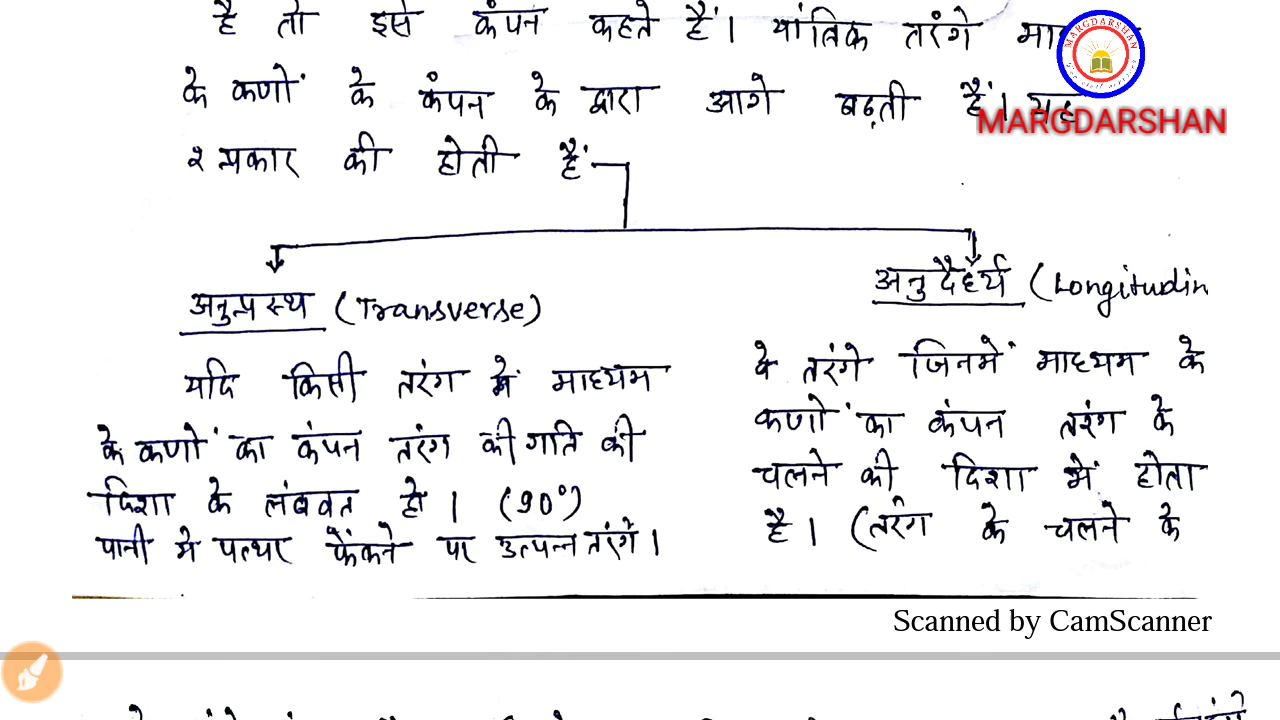 है तो इसे कंपन कहते हैं। यांत्रिक तरंगे
MARGDARSHAN
के कणों के कंपन के द्वारा आगे बढ़ती हैं। यह
MARGDARSHAN
२ प्रकार की होती हैं
अनुप्रस्थ (Transverse)
यदि किसी तरंग में माध्यम
के कणों का कंपन तरंग की गति की
दिशा के लंबवत हो। (90°)
पानी मे पत्थर फैंकने पर उत्पन्न तरंगें।
अनुदैर्ध्य (Longitudin
वे तरंगे जिनमें माध्यम के
कणों का कंपन तरंग के
चलने की दिशा में होता
है। (तरंग के चलने के
Scanned by CamScanner